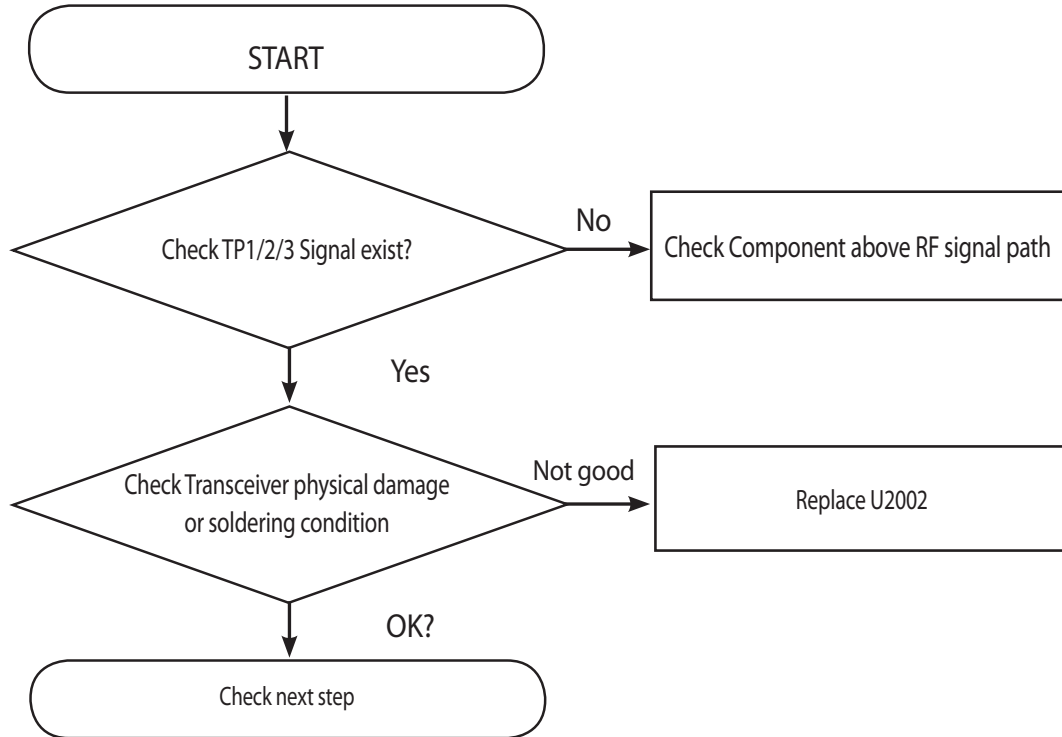 START
Check TP1/2/3 Signal exist?
No
Check Component above RF signal path
Yes
Check Transceiver physical damage
or soldering condition
Not good
Replace U2002
OK?
Check next step